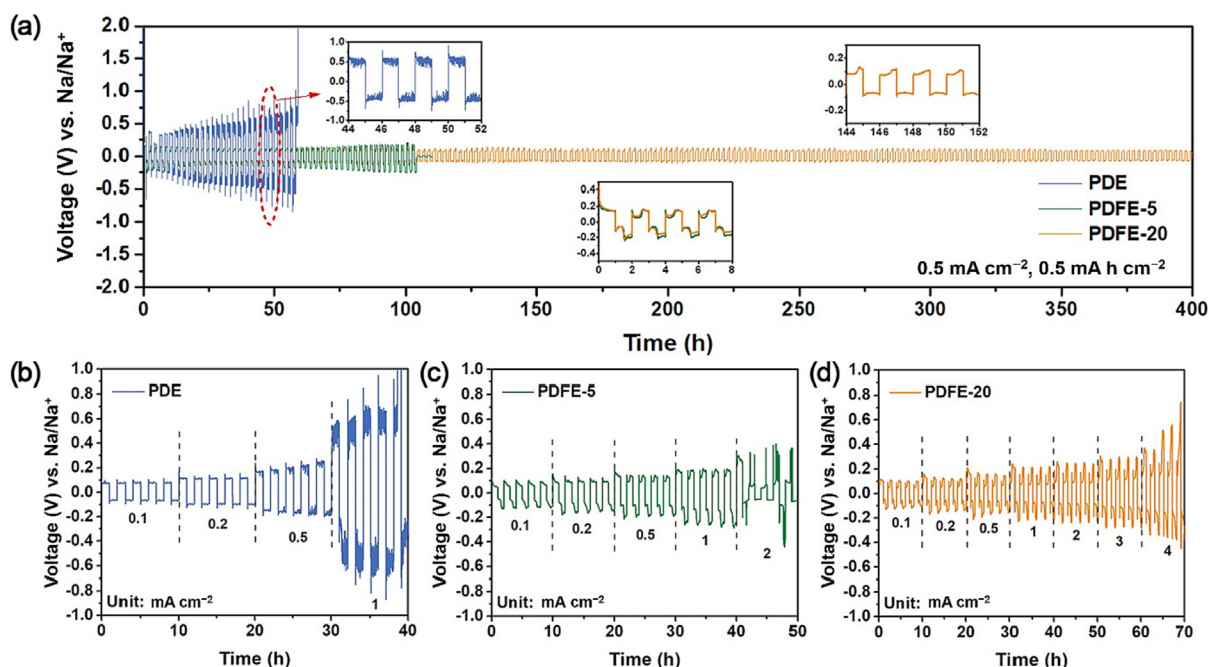 (a)
Voltage (V) vs. Na/Na⁺
2.0
1.5
1.0
0.5
0.0
-0.5
-1.0
-1.5
-2.0
1.0
0.5
0.0
-0.5
-1.0
44 46 48 50 52
0.2
0.0
-0.2
144 146 148 150 152
0.4
0.2
0.0
-0.2
-0.4
0 2 4 6 8
PDE
PDFE-5
PDFE-20
0.5 mA cm⁻², 0.5 mA h cm⁻²
0 50 100 150 200 225 250 300 325 350 375 400
Time (h)
(b)
Voltage (V) vs. Na/Na⁺
1.0
0.8
0.6
0.4
0.2
0.0
-0.2
-0.4
-0.6
-0.8
-1.0
PDE
0.1 0.2 0.5 1
Unit: mA cm⁻²
0 10 20 30 40
Time (h)
(c)
Voltage (V) vs. Na/Na⁺
1.0
0.8
0.6
0.4
0.2
0.0
-0.2
-0.4
-0.6
-0.8
-1.0
PDFE-5
0.1 0.2 0.5 1 2
Unit: mA cm⁻²
0 10 20 30 40 50
Time (h)
(d)
Voltage (V) vs. Na/Na⁺
1.0
0.8
0.6
0.4
0.2
0.0
-0.2
-0.4
-0.6
-0.8
-1.0
PDFE-20
0.1 0.2 0.5 1 2 3 4
Unit: mA cm⁻²
0 10 20 30 40 50 60 70
Time (h)